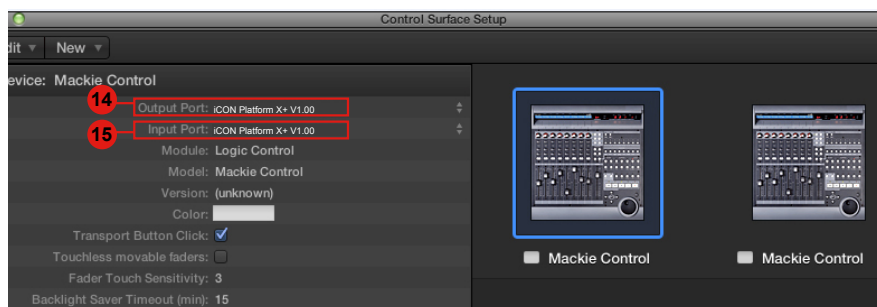 Control Surface Setup
dit New
evice: Mackie Control
14 Output Port: iCON Platform X+ V1.00
15 Input Port: iCON Platform X+ V1.00
Module: Logic Control
Model: Mackie Control
Version: (unknown)
Color:
Transport Button Click:
Touchless movable faders:
Fader Touch Sensitivity: 3
Backlight Saver Timeout (min): 15
Mackie Control
Mackie Control